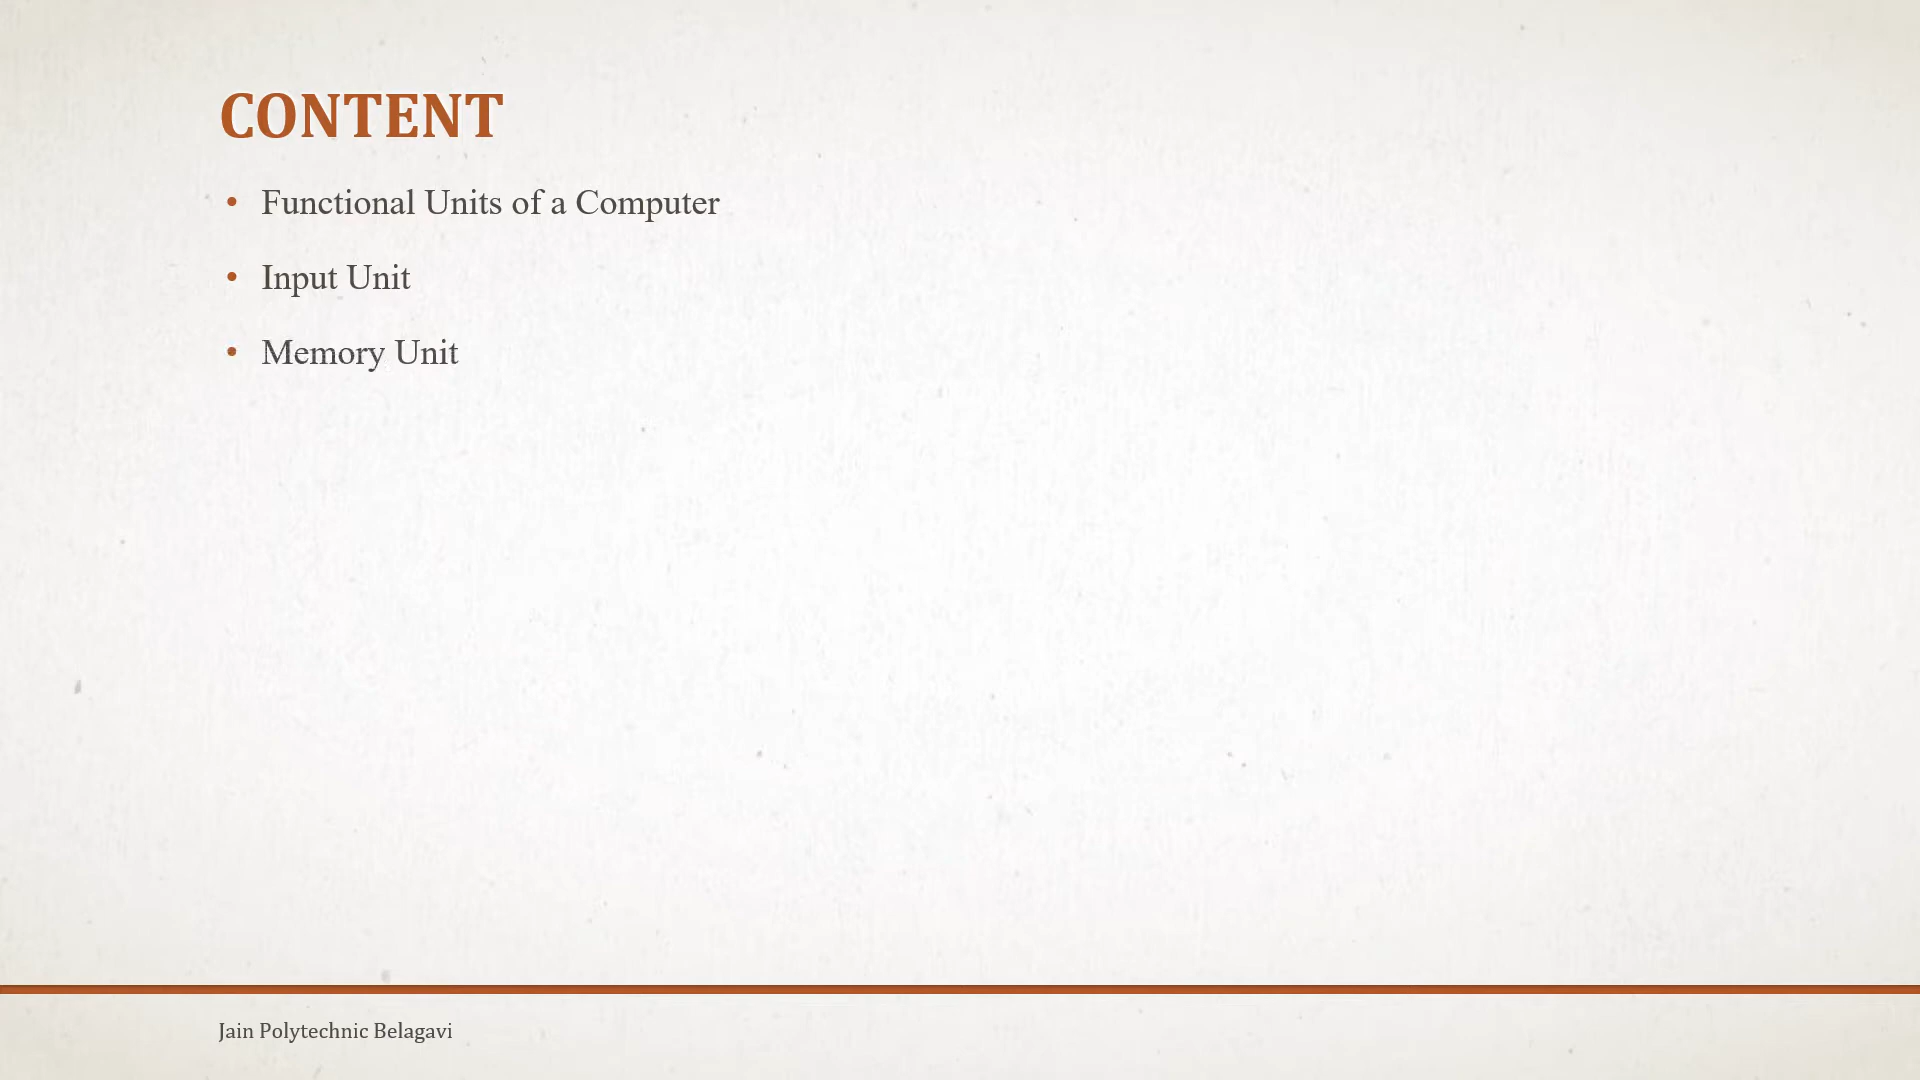 CONTENT
• Functional Units of a Computer
• Input Unit
• Memory Unit
Jain Polytechnic Belagavi